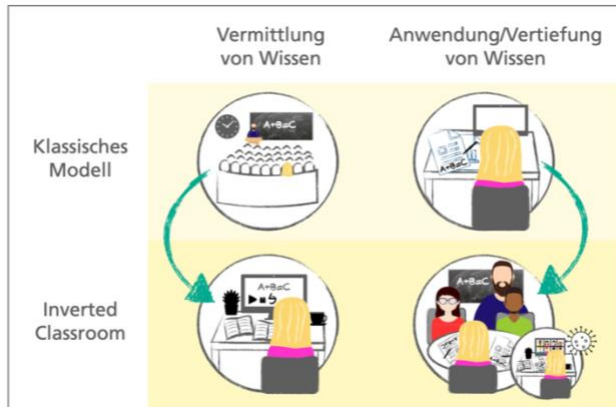 Vermittlung
von Wissen
Anwendung/Vertiefung
von Wissen
Klassisches
Modell
A+B=C
A+B=C
Inverted
Classroom
A+B=C
A+B=C